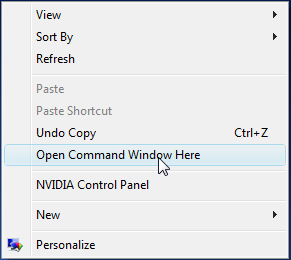 View
Sort By
Refresh
Paste
Paste Shortcut
Undo Copy Ctrl+Z
Open Command Window Here
NVIDIA Control Panel
New
Personalize